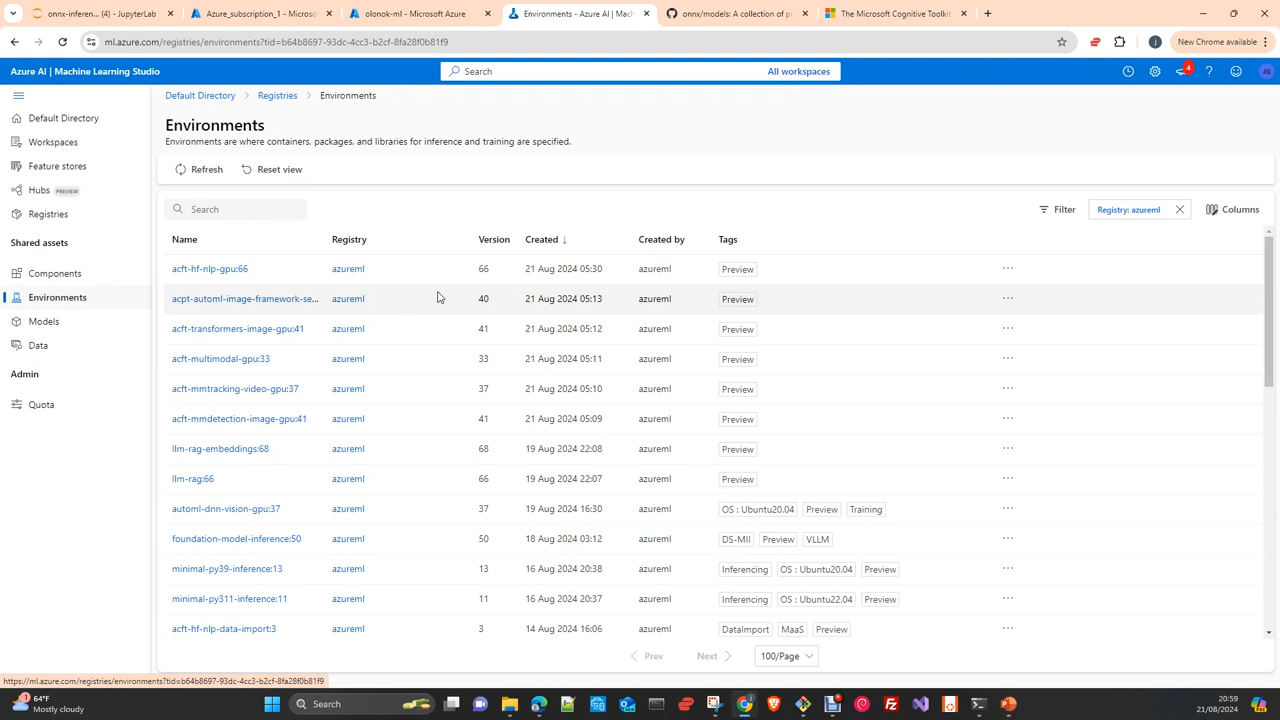 onnx-inferen... (4) - JupyterLab
Azure_subscription_1 - Microso
olonok-ml - Microsoft Azure
Environments - Azure AI | Mach
onnx/models: A collection of p
The Microsoft Cognitive Toolkit
ml.azure.com/registries/environments?tid=b64b8697-93dc-4cc3-b2cf-8fa28f0b81f9
New Chrome available
Azure AI | Machine Learning Studio
Search
All workspaces
4
JG
Default Directory
Workspaces
Feature stores
Hubs PREVIEW
Registries
Shared assets
Components
Environments
Models
Data
Admin
Quota
Default Directory > Registries > Environments
Environments
Environments are where containers, packages, and libraries for inference and training are specified.
Refresh Reset view
Search Filter Registry: azureml Columns
Name Registry Version Created ↓ Created by Tags
acft-hf-nlp-gpu:66 azureml 66 21 Aug 2024 05:30 azureml Preview ...
acpt-automl-image-framework-se... azureml 40 21 Aug 2024 05:13 azureml Preview ...
acft-transformers-image-gpu:41 azureml 41 21 Aug 2024 05:12 azureml Preview ...
acft-multimodal-gpu:33 azureml 33 21 Aug 2024 05:11 azureml Preview ...
acft-mmtracking-video-gpu:37 azureml 37 21 Aug 2024 05:10 azureml Preview ...
acft-mmdetection-image-gpu:41 azureml 41 21 Aug 2024 05:09 azureml Preview ...
llm-rag-embeddings:68 azureml 68 19 Aug 2024 22:08 azureml Preview ...
llm-rag:66 azureml 66 19 Aug 2024 22:07 azureml Preview ...
automl-dnn-vision-gpu:37 azureml 37 19 Aug 2024 16:30 azureml OS : Ubuntu20.04 Preview Training ...
foundation-model-inference:50 azureml 50 18 Aug 2024 03:12 azureml DS-MII Preview VLLM ...
minimal-py39-inference:13 azureml 13 16 Aug 2024 20:38 azureml Inferencing OS : Ubuntu20.04 Preview ...
minimal-py311-inference:11 azureml 11 16 Aug 2024 20:37 azureml Inferencing OS : Ubuntu22.04 Preview ...
acft-hf-nlp-data-import:3 azureml 3 14 Aug 2024 16:06 azureml DataImport MaaS Preview ...
Prev Next 100/Page
https://ml.azure.com/registries/environments?tid=b64b8697-93dc-4cc3-b2cf-8fa28f0b81f9
64°F
Mostly cloudy
Search
20:59
21/08/2024